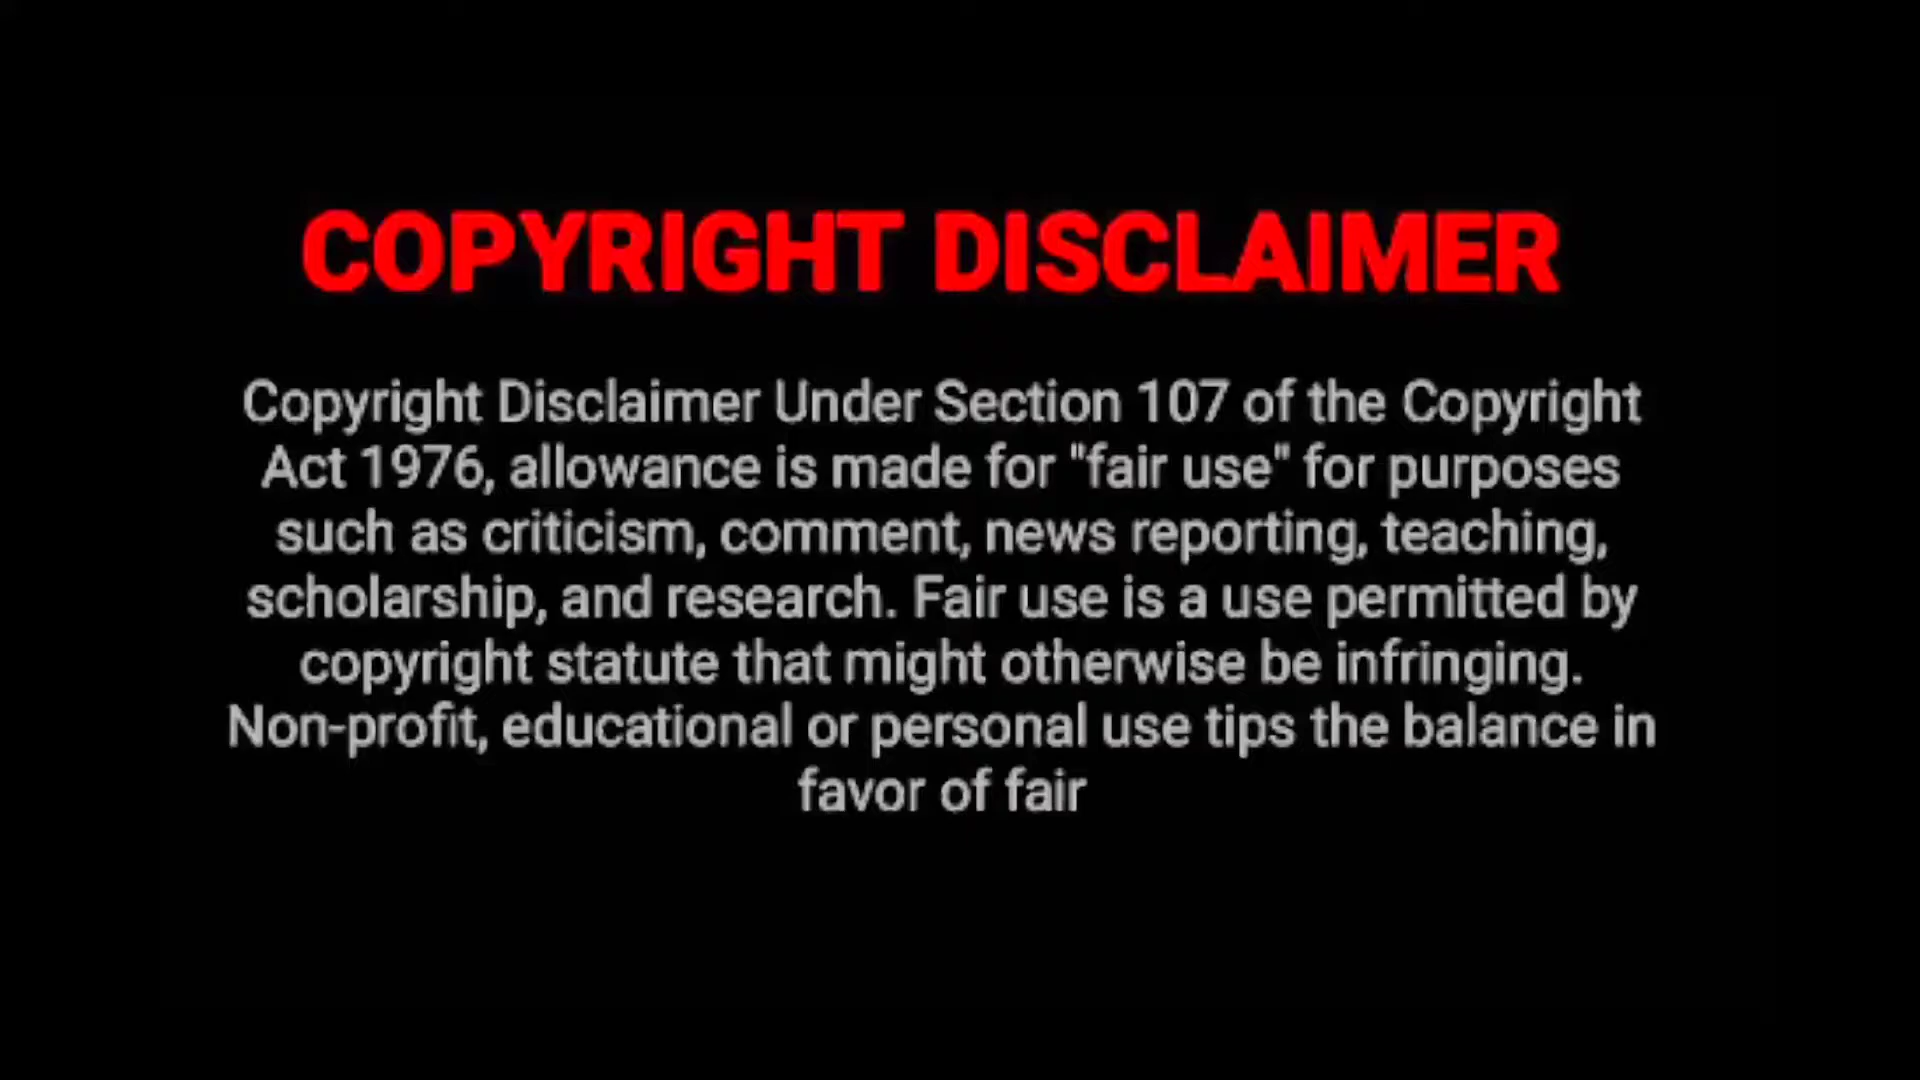 COPYRIGHT DISCLAIMER
Copyright Disclaimer Under Section 107 of the Copyright
Act 1976, allowance is made for "fair use" for purposes
such as criticism, comment, news reporting, teaching,
scholarship, and research. Fair use is a use permitted by
copyright statute that might otherwise be infringing.
Non-profit, educational or personal use tips the balance in
favor of fair